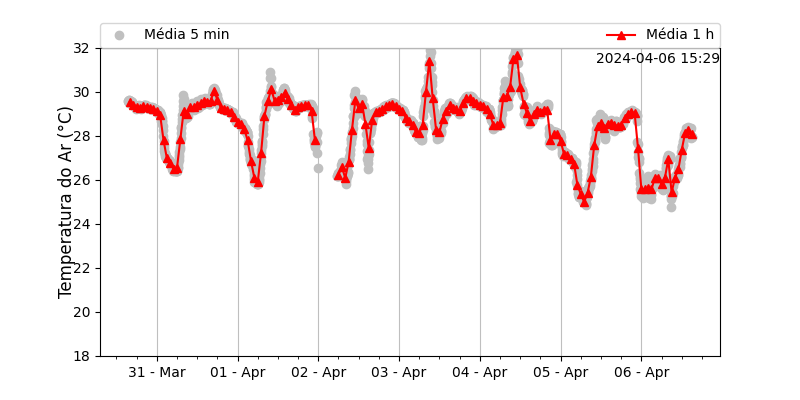 Média 5 min
Média 1 h
2024-04-06 15:29
Temperatura do Ar (°C)
32
30
28
26
24
22
20
18
31 - Mar
01 - Apr
02 - Apr
03 - Apr
04 - Apr
05 - Apr
06 - Apr